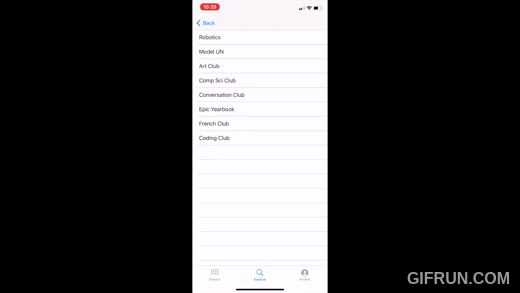 10:29
Back
Robotics
Model UN
Art Club
Comp Sci Club
Conversation Club
Epic Yearbook
French Club
Coding Club
Explore
Profile
GIFRUN.COM